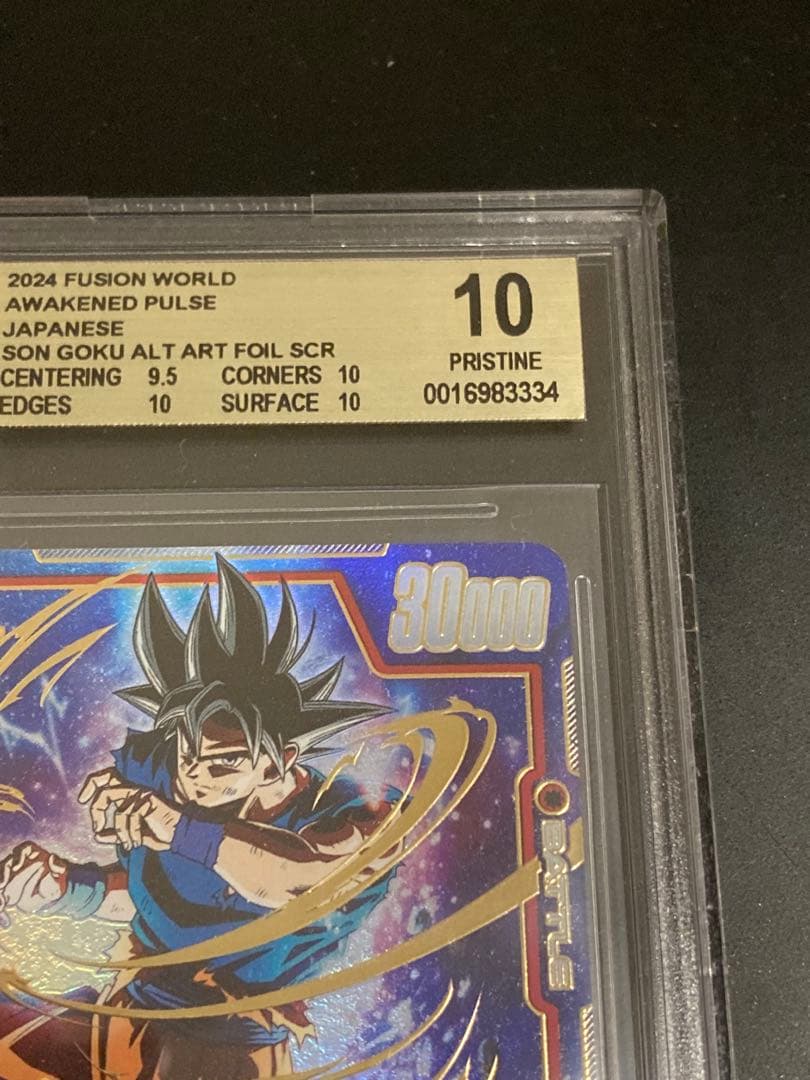 2024 FUSION WORLD
AWAKENED PULSE
JAPANESE
SON GOKU ALT ART FOIL SCR
CENTERING 9.5 CORNERS 10
EDGES 10 SURFACE 10
10
PRISTINE
0016983334
30000
BATTLE